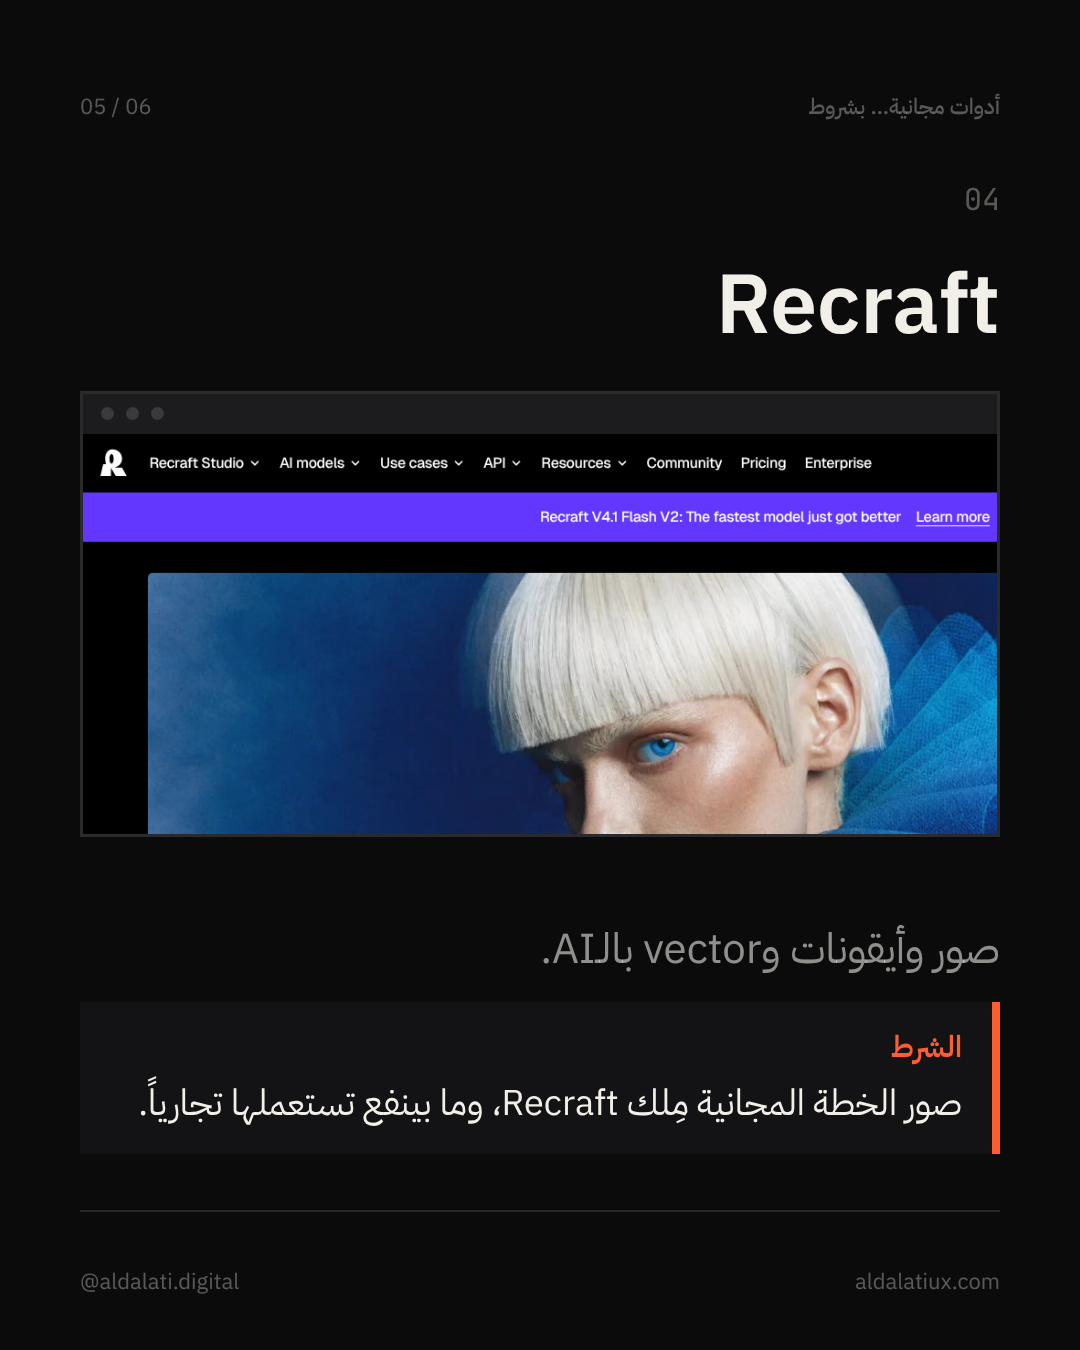 أدوات مجانية... بشروط
05 / 06
04
Recraft
Recraft Studio AI models Use cases API Resources Community Pricing Enterprise
Recraft V4.1 Flash V2: The fastest model just got better Learn more
صور وأيقونات وvector بالـAI.
الشرط
صور الخطة المجانية مِلك Recraft، وما بينفع تستعملها تجارياً.
@aldalati.digital
aldalatiux.com